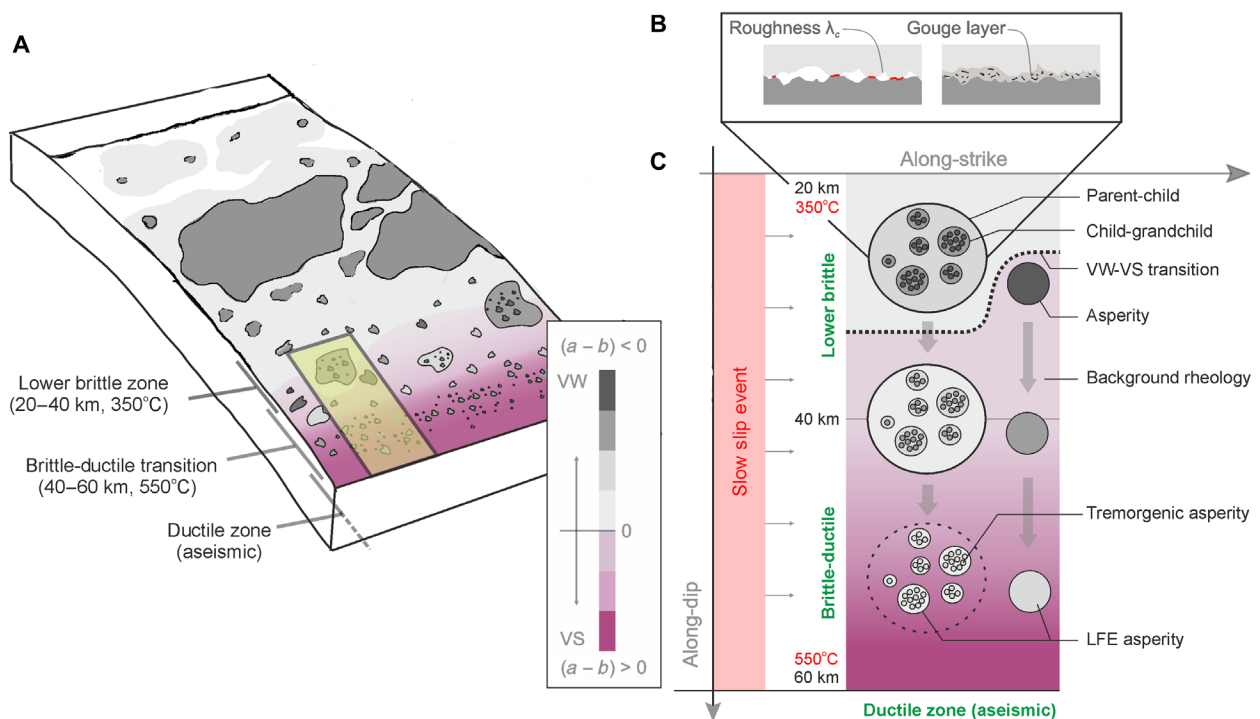 A
Lower brittle zone
(20–40 km, 350°C)
Brittle-ductile transition
(40–60 km, 550°C)
Ductile zone
(aseismic)
(a – b) < 0
VW
0
VS
(a – b) > 0
B
Roughness λc
Gouge layer
C
Along-strike
Along-dip
Slow slip event
20 km
350°C
Lower brittle
40 km
Brittle-ductile
550°C
60 km
Parent-child
Child-grandchild
VW-VS transition
Asperity
Background rheology
Tremorgenic asperity
LFE asperity
Ductile zone (aseismic)